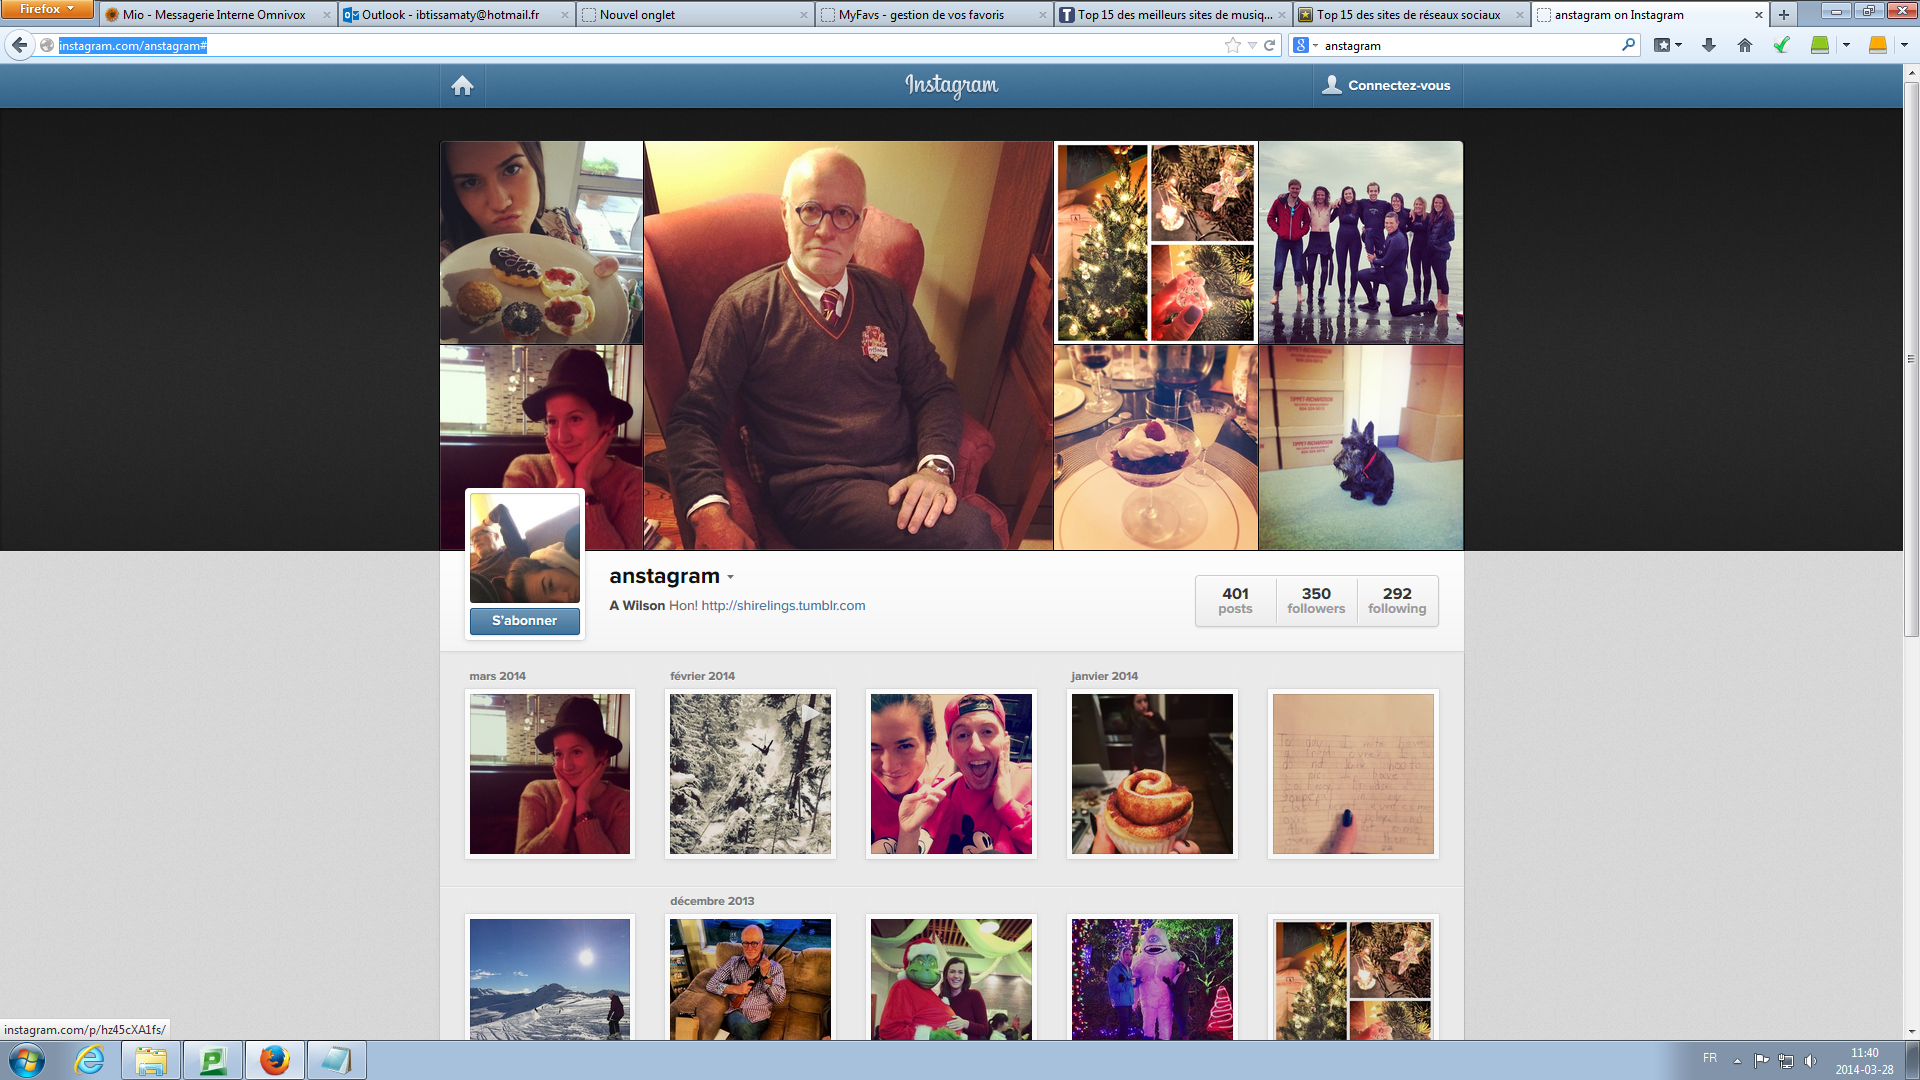 Firefox
Mio - Messagerie Interne Omnivox
Outlook - ibtissamaty@hotmail.fr
Nouvel onglet
MyFavs - gestion de vos favoris
Top 15 des meilleurs sites de musiq...
Top 15 des sites de réseaux sociaux
anstagram on Instagram
instagram.com/anstagram#
anstagram
Instagram
Connectez-vous
TIPPET-RICHARDSON
anstagram
A Wilson Hon! http://shirelings.tumblr.com
S'abonner
401 posts
350 followers
292 following
mars 2014
février 2014
janvier 2014
décembre 2013
instagram.com/p/hz45cXA1fs/
FR
11:40
2014-03-28